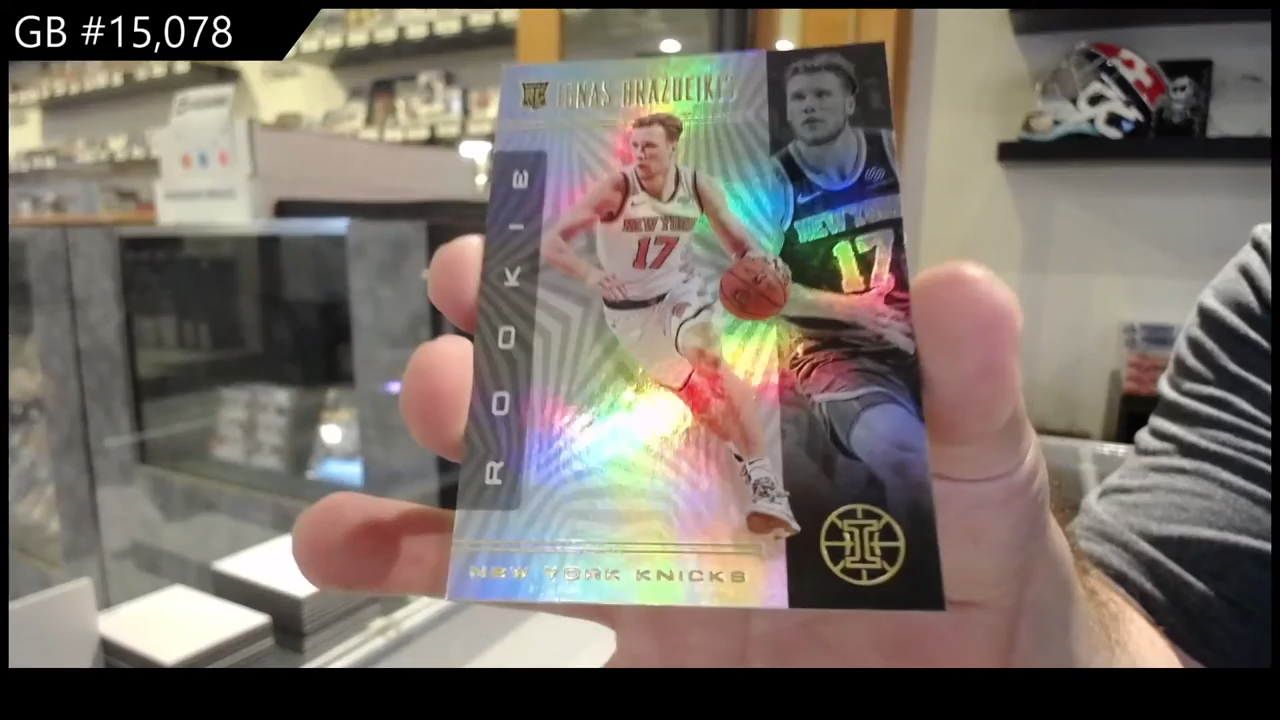 GB #15,078
RC IGNAS BRAZDEIKIS
ROOKIE
NEW YORK
17
NEW YORK
17
NEW YORK KNICKS